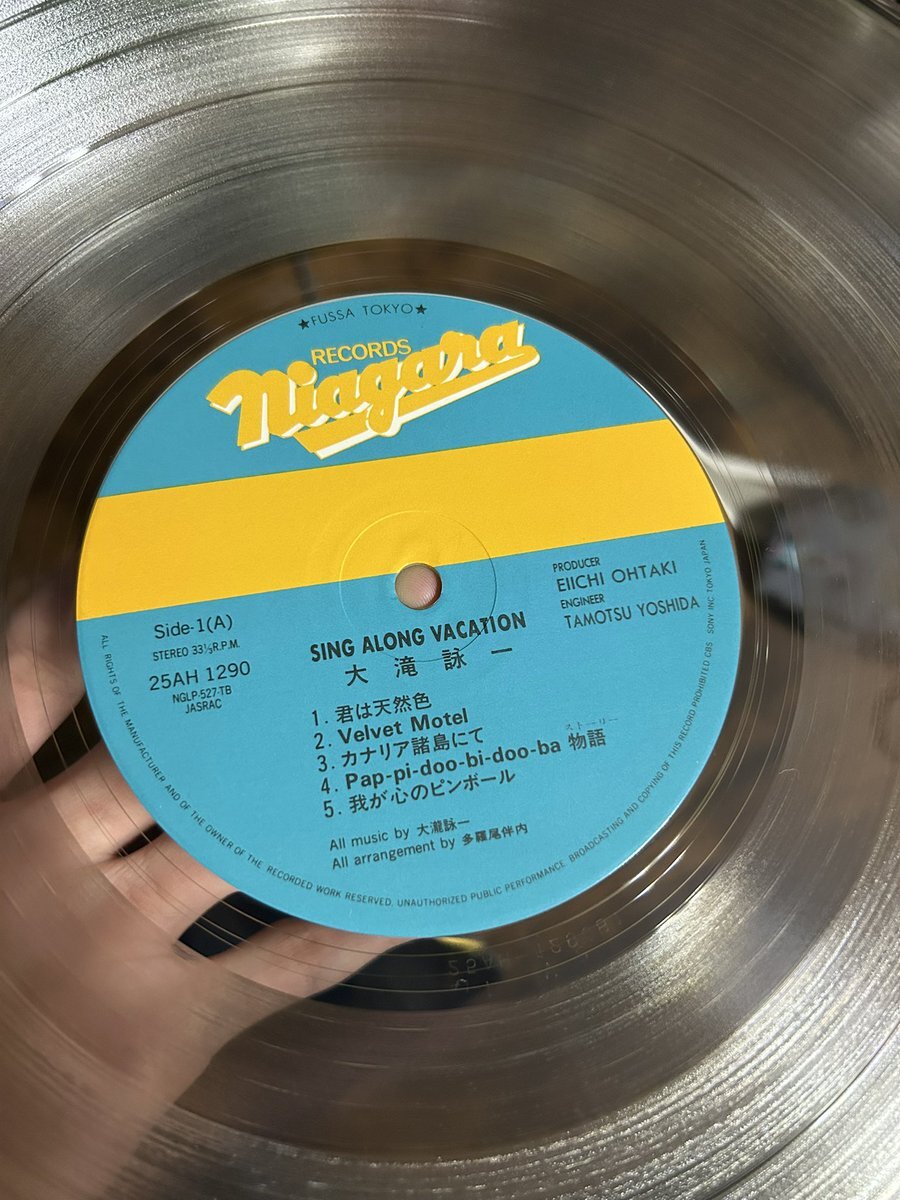 ★FUSSA TOKYO★
RECORDS
Niagara
PRODUCER
EIICHI OHTAKI
ENGINEER
TAMOTSU YOSHIDA
Side-1(A)
STEREO 33⅓R.P.M.
25AH 1290
NGLP-527-TB
JASRAC
SING ALONG VACATION
大滝詠一
1. 君は天然色
2. Velvet Motel
3. カナリア諸島にて
ストーリー
4. Pap-pi-doo-bi-doo-ba 物語
5. 我が心のピンボール
All music by 大瀧詠一
All arrangement by 多羅尾伴内
ALL RIGHTS OF THE MANUFACTURER AND OF THE OWNER OF THE RECORDED WORK RESERVED. UNAUTHORIZED PUBLIC PERFORMANCE BROADCASTING AND COPYING OF THIS RECORD PROHIBITED CBS SONY INC TOKYO JAPAN